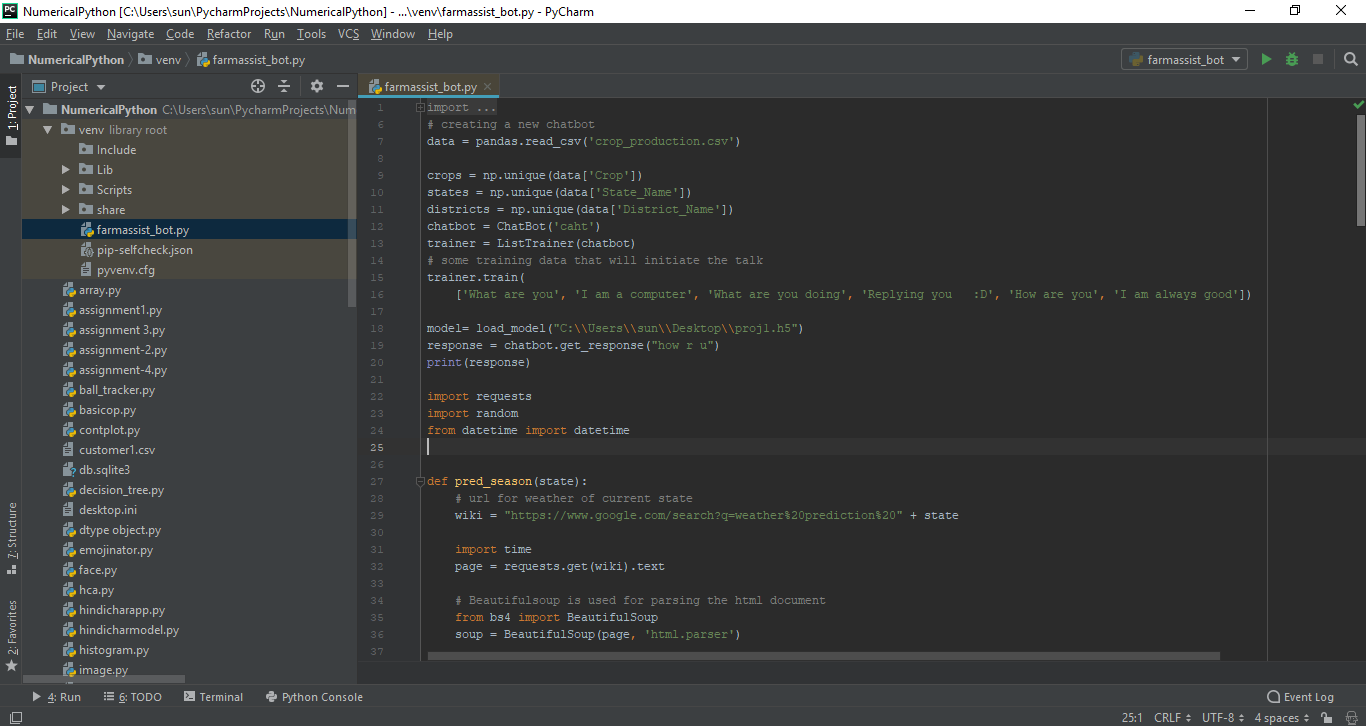 PC NumericalPython [C:\Users\sun\PycharmProjects\NumericalPython] - ...\venv\farmassist_bot.py - PyCharm
File Edit View Navigate Code Refactor Run Tools VCS Window Help
NumericalPython venv farmassist_bot.py
farmassist_bot
1: Project
7: Structure
2: Favorites
Project
NumericalPython C:\Users\sun\PycharmProjects\Num
venv library root
Include
Lib
Scripts
share
farmassist_bot.py
pip-selfcheck.json
pyvenv.cfg
array.py
assignment1.py
assignment 3.py
assignment-2.py
assignment-4.py
ball_tracker.py
basicop.py
contplot.py
customer1.csv
db.sqlite3
decision_tree.py
desktop.ini
dtype object.py
emojinator.py
face.py
hca.py
hindicharapp.py
hindicharmodel.py
histogram.py
image.py
farmassist_bot.py
1 import ...
6 # creating a new chatbot
7 data = pandas.read_csv('crop_production.csv')
8
9 crops = np.unique(data['Crop'])
10 states = np.unique(data['State_Name'])
11 districts = np.unique(data['District_Name'])
12 chatbot = ChatBot('caht')
13 trainer = ListTrainer(chatbot)
14 # some training data that will initiate the talk
15 trainer.train(
16 ['What are you', 'I am a computer', 'What are you doing', 'Replying you   :D', 'How are you', 'I am always good'])
17
18 model= load_model("C:\\Users\\sun\\Desktop\\projl.h5")
19 response = chatbot.get_response("how r u")
20 print(response)
21
22 import requests
23 import random
24 from datetime import datetime
25
26
27 def pred_season(state):
28 # url for weather of current state
29 wiki = "https://www.google.com/search?q=weather%20prediction%20" + state
30
31 import time
32 page = requests.get(wiki).text
33
34 # Beautifulsoup is used for parsing the html document
35 from bs4 import BeautifulSoup
36 soup = BeautifulSoup(page, 'html.parser')
37
4: Run 6: TODO Terminal Python Console Event Log
25:1 CRLF UTF-8 4 spaces